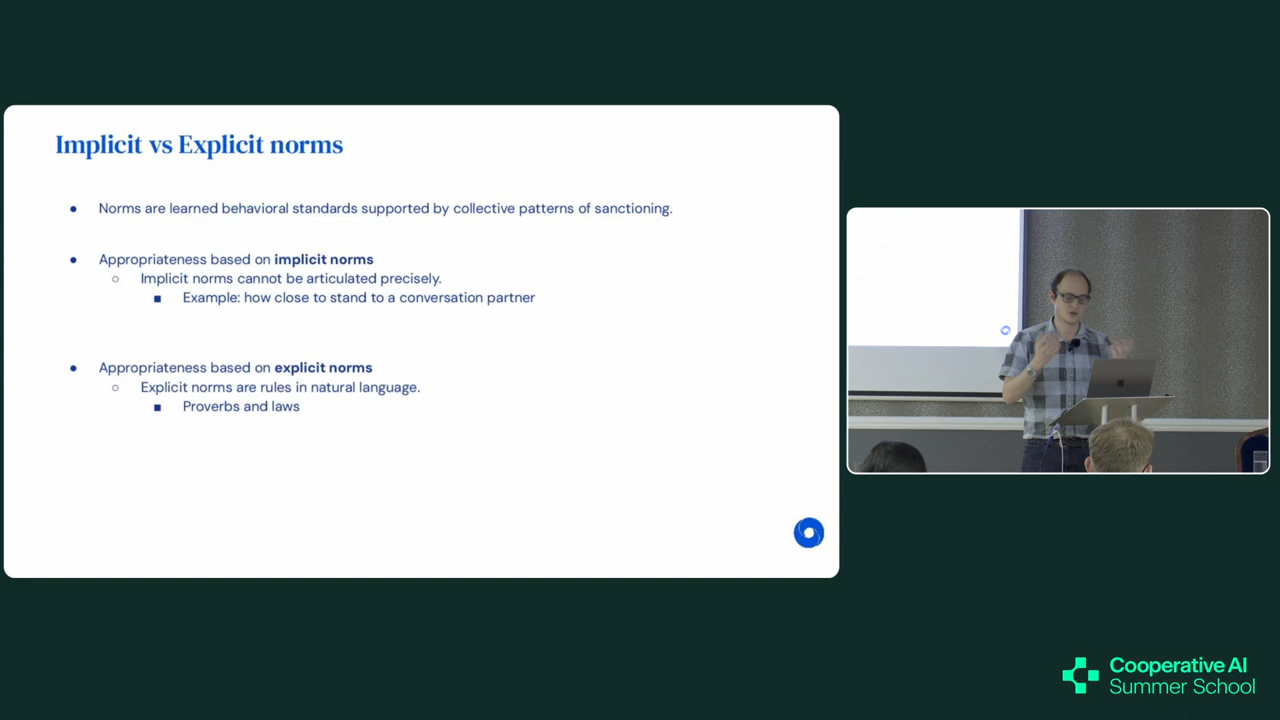 Implicit vs Explicit norms
● Norms are learned behavioral standards supported by collective patterns of sanctioning.
● Appropriateness based on implicit norms
○ Implicit norms cannot be articulated precisely.
■ Example: how close to stand to a conversation partner
● Appropriateness based on explicit norms
○ Explicit norms are rules in natural language.
■ Proverbs and laws
Cooperative AI
Summer School